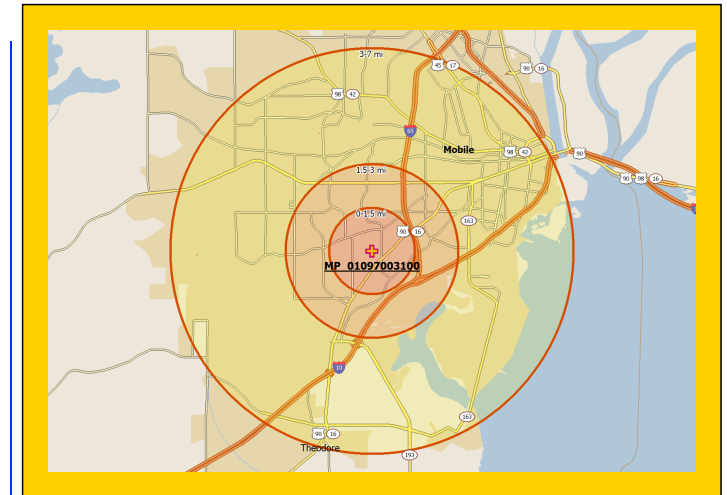 3-7 mi
45 17
90 16
98 42
65
Mobile
98 42
90
1.5-3 mi
90 98 16
0-1.5 mi
163
90 16
MP_01097003100
10
163
90 16
Theodore
193